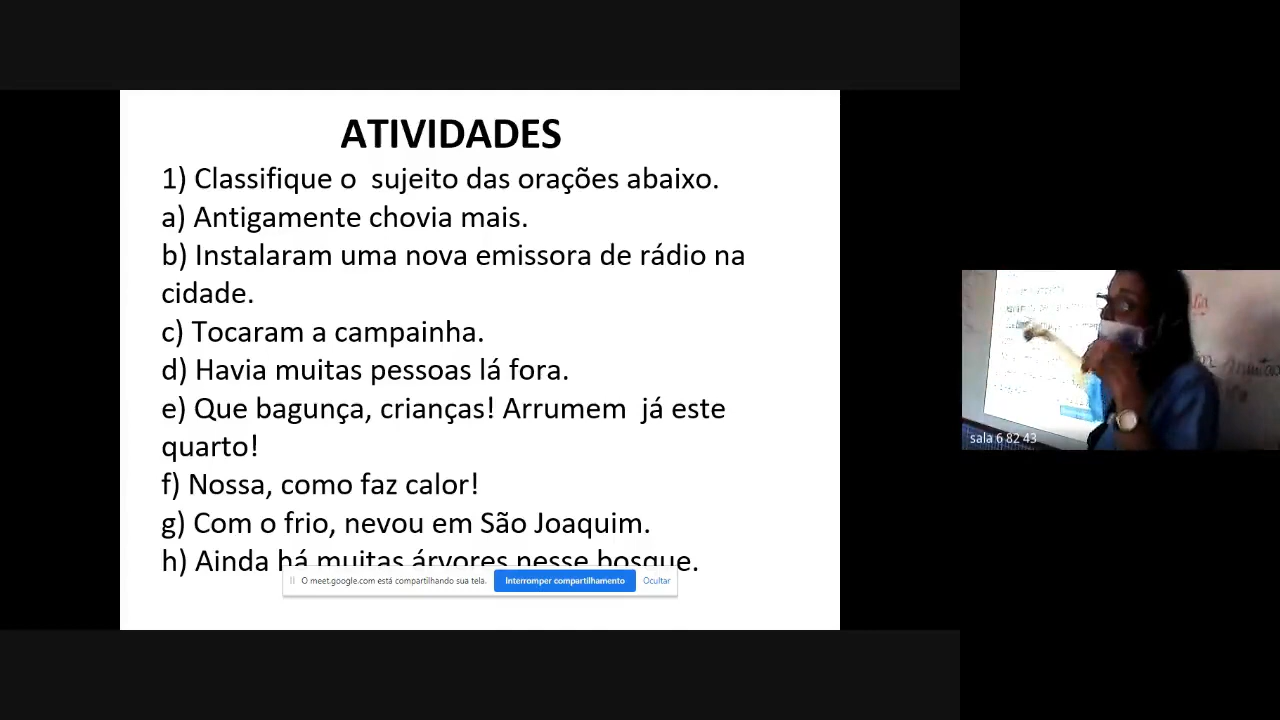 ATIVIDADES
1) Classifique o  sujeito das orações abaixo.
a) Antigamente chovia mais.
b) Instalaram uma nova emissora de rádio na
cidade.
c) Tocaram a campainha.
d) Havia muitas pessoas lá fora.
e) Que bagunça, crianças! Arrumem  já este
quarto!
f) Nossa, como faz calor!
g) Com o frio, nevou em São Joaquim.
h) Ainda há muitas árvores nesse bosque.
O meet.google.com está compartilhando sua tela. Interromper compartilhamento Ocultar
sala 6 82 43